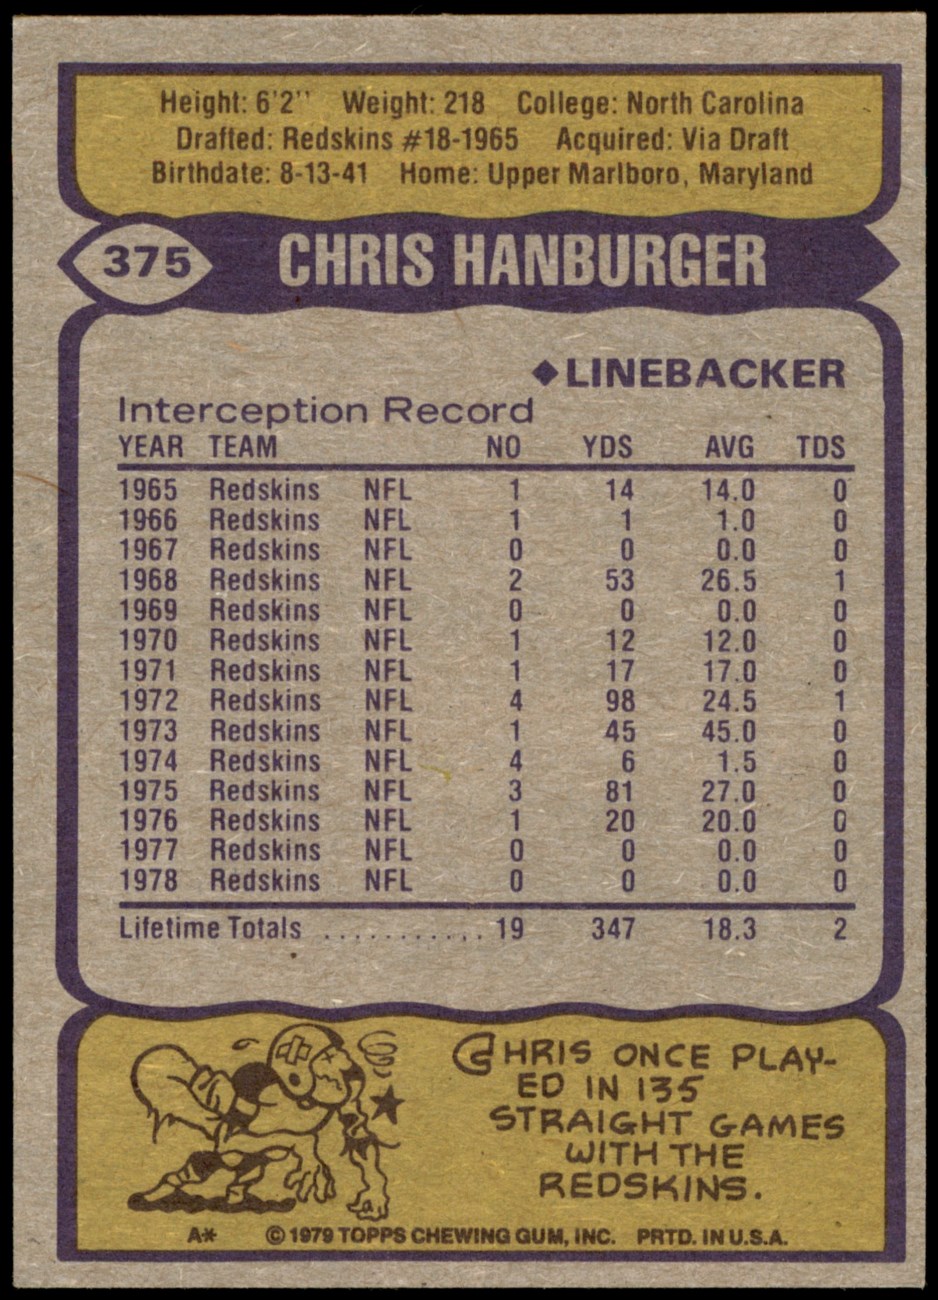 Height: 6'2'' Weight: 218 College: North Carolina
Drafted: Redskins #18-1965 Acquired: Via Draft
Birthdate: 8-13-41 Home: Upper Marlboro, Maryland
375 CHRIS HANBURGER
◆LINEBACKER
Interception Record
YEAR TEAM NO YDS AVG TDS
1965 Redskins NFL 1 14 14.0 0
1966 Redskins NFL 1 1 1.0 0
1967 Redskins NFL 0 0 0.0 0
1968 Redskins NFL 2 53 26.5 1
1969 Redskins NFL 0 0 0.0 0
1970 Redskins NFL 1 12 12.0 0
1971 Redskins NFL 1 17 17.0 0
1972 Redskins NFL 4 98 24.5 1
1973 Redskins NFL 1 45 45.0 0
1974 Redskins NFL 4 6 1.5 0
1975 Redskins NFL 3 81 27.0 0
1976 Redskins NFL 1 20 20.0 0
1977 Redskins NFL 0 0 0.0 0
1978 Redskins NFL 0 0 0.0 0
Lifetime Totals ............ 19 347 18.3 2
CHRIS ONCE PLAY-
ED IN 135
STRAIGHT GAMES
WITH THE
REDSKINS.
A* ©1979 TOPPS CHEWING GUM, INC. PRTD. IN U.S.A.